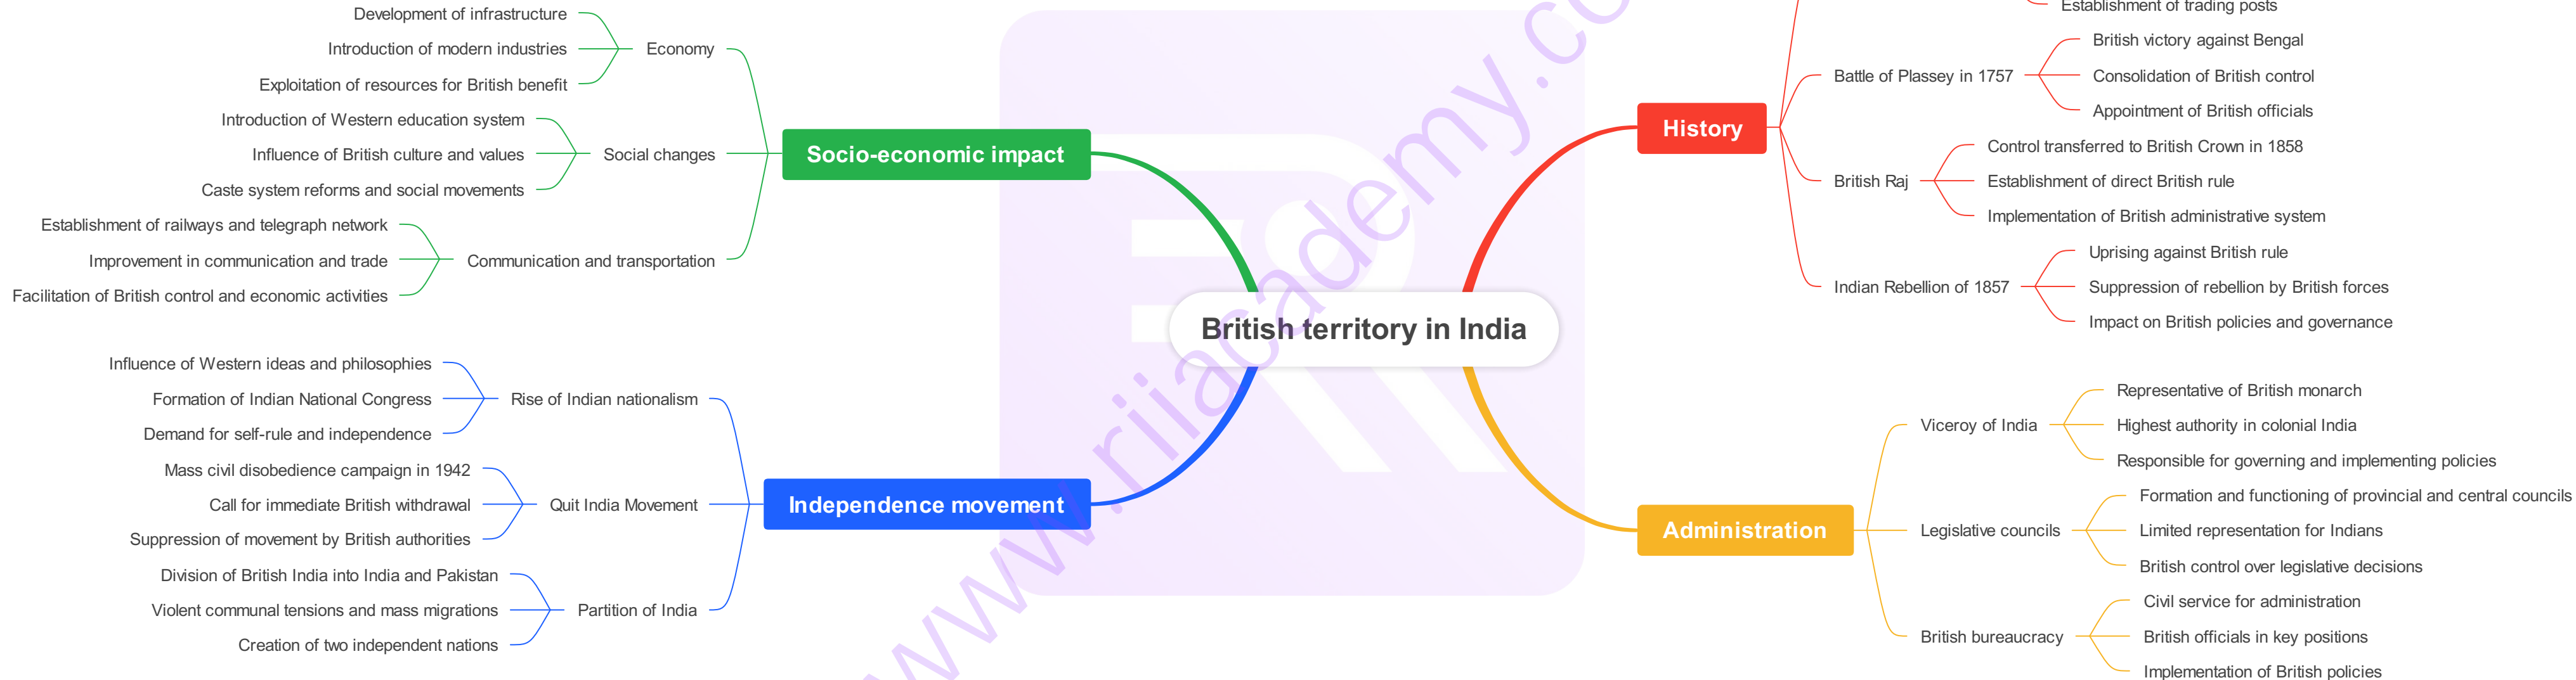 British territory in India
Socio-economic impact
Economy
Development of infrastructure
Introduction of modern industries
Exploitation of resources for British benefit
Social changes
Introduction of Western education system
Influence of British culture and values
Caste system reforms and social movements
Communication and transportation
Establishment of railways and telegraph network
Improvement in communication and trade
Facilitation of British control and economic activities
Independence movement
Rise of Indian nationalism
Influence of Western ideas and philosophies
Formation of Indian National Congress
Demand for self-rule and independence
Quit India Movement
Mass civil disobedience campaign in 1942
Call for immediate British withdrawal
Suppression of movement by British authorities
Partition of India
Division of British India into India and Pakistan
Violent communal tensions and mass migrations
Creation of two independent nations
History
Establishment of trading posts
Battle of Plassey in 1757
British victory against Bengal
Consolidation of British control
Appointment of British officials
British Raj
Control transferred to British Crown in 1858
Establishment of direct British rule
Implementation of British administrative system
Indian Rebellion of 1857
Uprising against British rule
Suppression of rebellion by British forces
Impact on British policies and governance
Administration
Viceroy of India
Representative of British monarch
Highest authority in colonial India
Responsible for governing and implementing policies
Legislative councils
Formation and functioning of provincial and central councils
Limited representation for Indians
British control over legislative decisions
British bureaucracy
Civil service for administration
British officials in key positions
Implementation of British policies